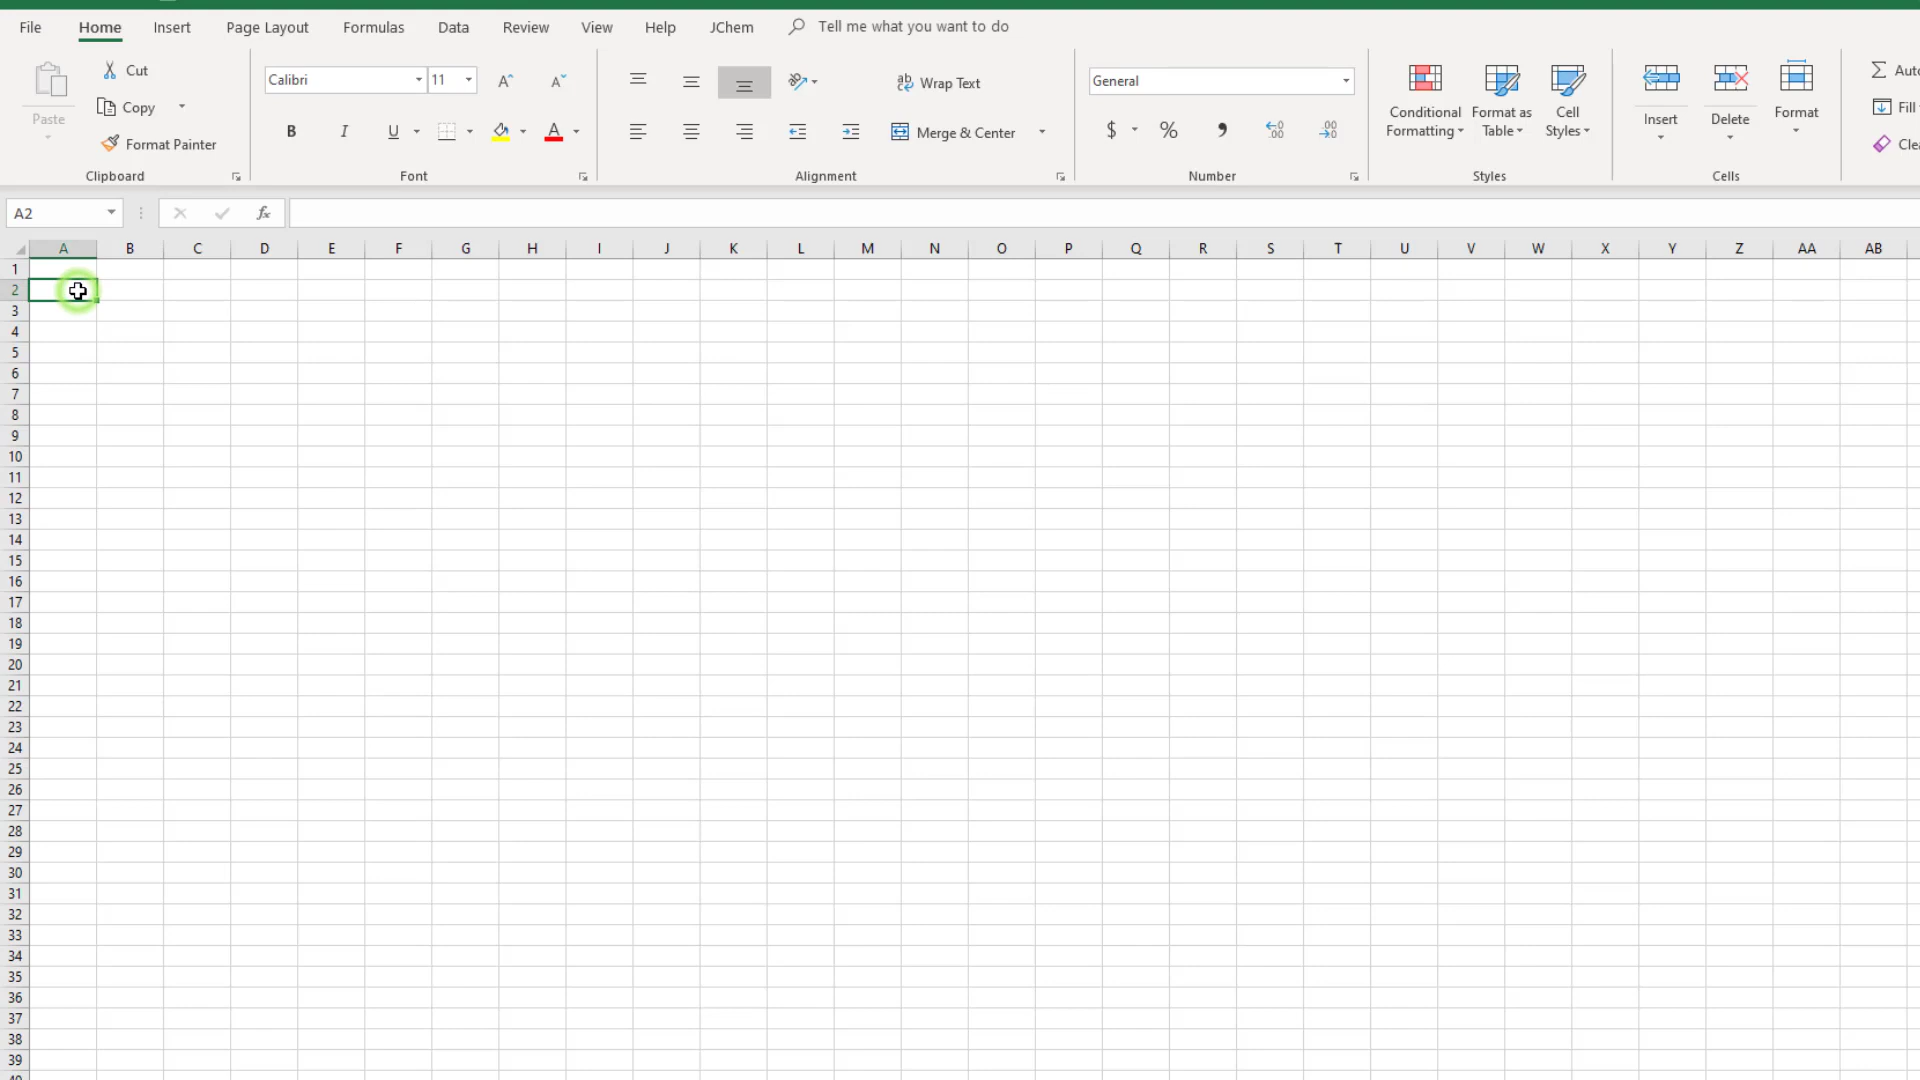 File Home Insert Page Layout Formulas Data Review View Help JChem Tell me what you want to do
Paste
Cut
Copy
Format Painter
Clipboard
Calibri 11 A A
B I U A
Font
ab Wrap Text
Merge & Center
Alignment
General
$ % ,
Number
Conditional Formatting
Format as Table
Cell Styles
Styles
Insert Delete Format
Cells
Σ
Fill
A2 fx
A B C D E F G H I J K L M N O P Q R S T U V W X Y Z AA AB
1
2
3
4
5
6
7
8
9
10
11
12
13
14
15
16
17
18
19
20
21
22
23
24
25
26
27
28
29
30
31
32
33
34
35
36
37
38
39